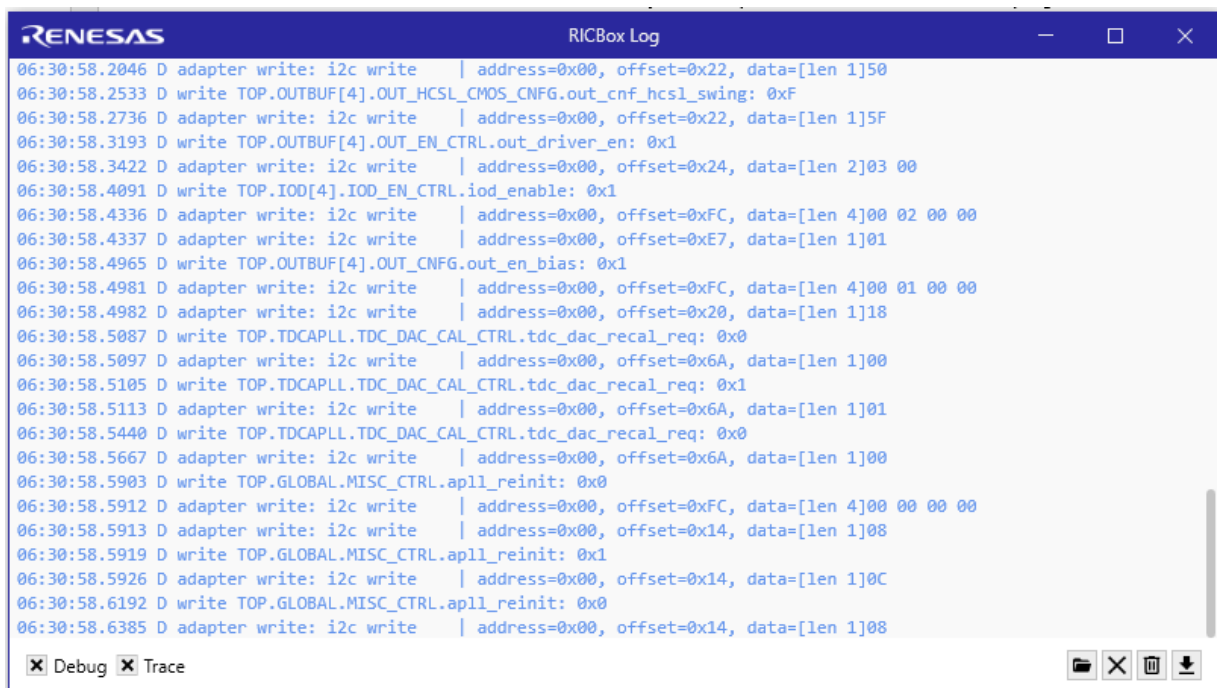 RENESAS
RICBox Log
06:30:58.2046 D adapter write: i2c write    | address=0x00, offset=0x22, data=[len 1]50
06:30:58.2533 D write TOP.OUTBUF[4].OUT_HCSL_CMOS_CNFG.out_cnf_hcsl_swing: 0xF
06:30:58.2736 D adapter write: i2c write    | address=0x00, offset=0x22, data=[len 1]5F
06:30:58.3193 D write TOP.OUTBUF[4].OUT_EN_CTRL.out_driver_en: 0x1
06:30:58.3422 D adapter write: i2c write    | address=0x00, offset=0x24, data=[len 2]03 00
06:30:58.4091 D write TOP.IOD[4].IOD_EN_CTRL.iod_enable: 0x1
06:30:58.4336 D adapter write: i2c write    | address=0x00, offset=0xFC, data=[len 4]00 02 00 00
06:30:58.4337 D adapter write: i2c write    | address=0x00, offset=0xE7, data=[len 1]01
06:30:58.4965 D write TOP.OUTBUF[4].OUT_CNFG.out_en_bias: 0x1
06:30:58.4981 D adapter write: i2c write    | address=0x00, offset=0xFC, data=[len 4]00 01 00 00
06:30:58.4982 D adapter write: i2c write    | address=0x00, offset=0x20, data=[len 1]18
06:30:58.5087 D write TOP.TDCAPLL.TDC_DAC_CAL_CTRL.tdc_dac_recal_req: 0x0
06:30:58.5097 D adapter write: i2c write    | address=0x00, offset=0x6A, data=[len 1]00
06:30:58.5105 D write TOP.TDCAPLL.TDC_DAC_CAL_CTRL.tdc_dac_recal_req: 0x1
06:30:58.5113 D adapter write: i2c write    | address=0x00, offset=0x6A, data=[len 1]01
06:30:58.5440 D write TOP.TDCAPLL.TDC_DAC_CAL_CTRL.tdc_dac_recal_req: 0x0
06:30:58.5667 D adapter write: i2c write    | address=0x00, offset=0x6A, data=[len 1]00
06:30:58.5903 D write TOP.GLOBAL.MISC_CTRL.apll_reinit: 0x0
06:30:58.5912 D adapter write: i2c write    | address=0x00, offset=0xFC, data=[len 4]00 00 00 00
06:30:58.5913 D adapter write: i2c write    | address=0x00, offset=0x14, data=[len 1]08
06:30:58.5919 D write TOP.GLOBAL.MISC_CTRL.apll_reinit: 0x1
06:30:58.5926 D adapter write: i2c write    | address=0x00, offset=0x14, data=[len 1]0C
06:30:58.6192 D write TOP.GLOBAL.MISC_CTRL.apll_reinit: 0x0
06:30:58.6385 D adapter write: i2c write    | address=0x00, offset=0x14, data=[len 1]08
Debug Trace